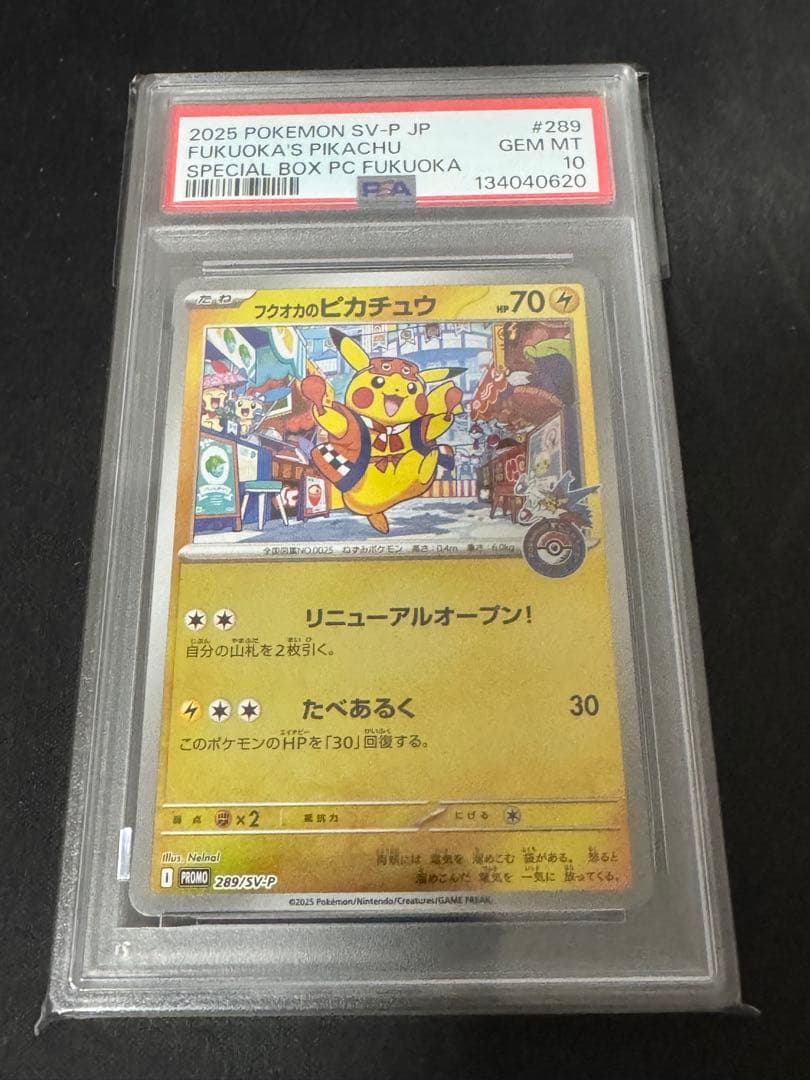 2025 POKEMON SV-P JP #289
FUKUOKA'S PIKACHU GEM MT
SPECIAL BOX PC FUKUOKA 10
PSA 134040620
たね フクオカのピカチュウ HP70
全国図鑑NO.0025 ねずみポケモン 高さ:0.4m 重さ:6.0kg
リニューアルオープン!
自分の山札を2枚引く。
たべあるく 30
このポケモンのHPを「30」回復する。
弱点 ×2 抵抗力 にげる
Illus. Nelnal
両頬には 電気を 溜めこむ 袋がある。 怒ると
溜めこんだ 電気を 一気に 放ってくる。
I PROMO 289/SV-P
©2025 Pokémon/Nintendo/Creatures/GAME FREAK.